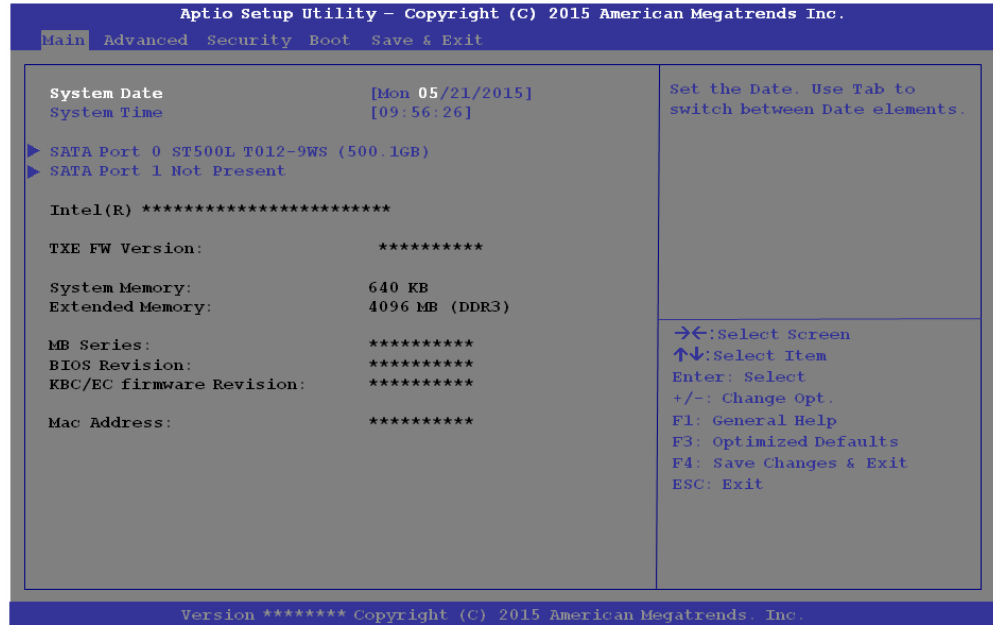 Aptio Setup Utility – Copyright (C) 2015 American Megatrends Inc.
Main Advanced Security Boot Save & Exit
System Date [Mon 05/21/2015]
System Time [09:56:26]
SATA Port 0 ST500L T012-9WS (500.1GB)
SATA Port 1 Not Present
Intel(R) ************************
TXE FW Version: **********
System Memory: 640 KB
Extended Memory: 4096 MB (DDR3)
MB Series: **********
BIOS Revision: **********
KBC/EC firmware Revision: **********
Mac Address: **********
Set the Date. Use Tab to
switch between Date elements.
→←:Select Screen
↑↓:Select Item
Enter: Select
+/-: Change Opt.
F1: General Help
F3: Optimized Defaults
F4: Save Changes & Exit
ESC: Exit
Version ******** Copyright (C) 2015 American Megatrends. Inc.